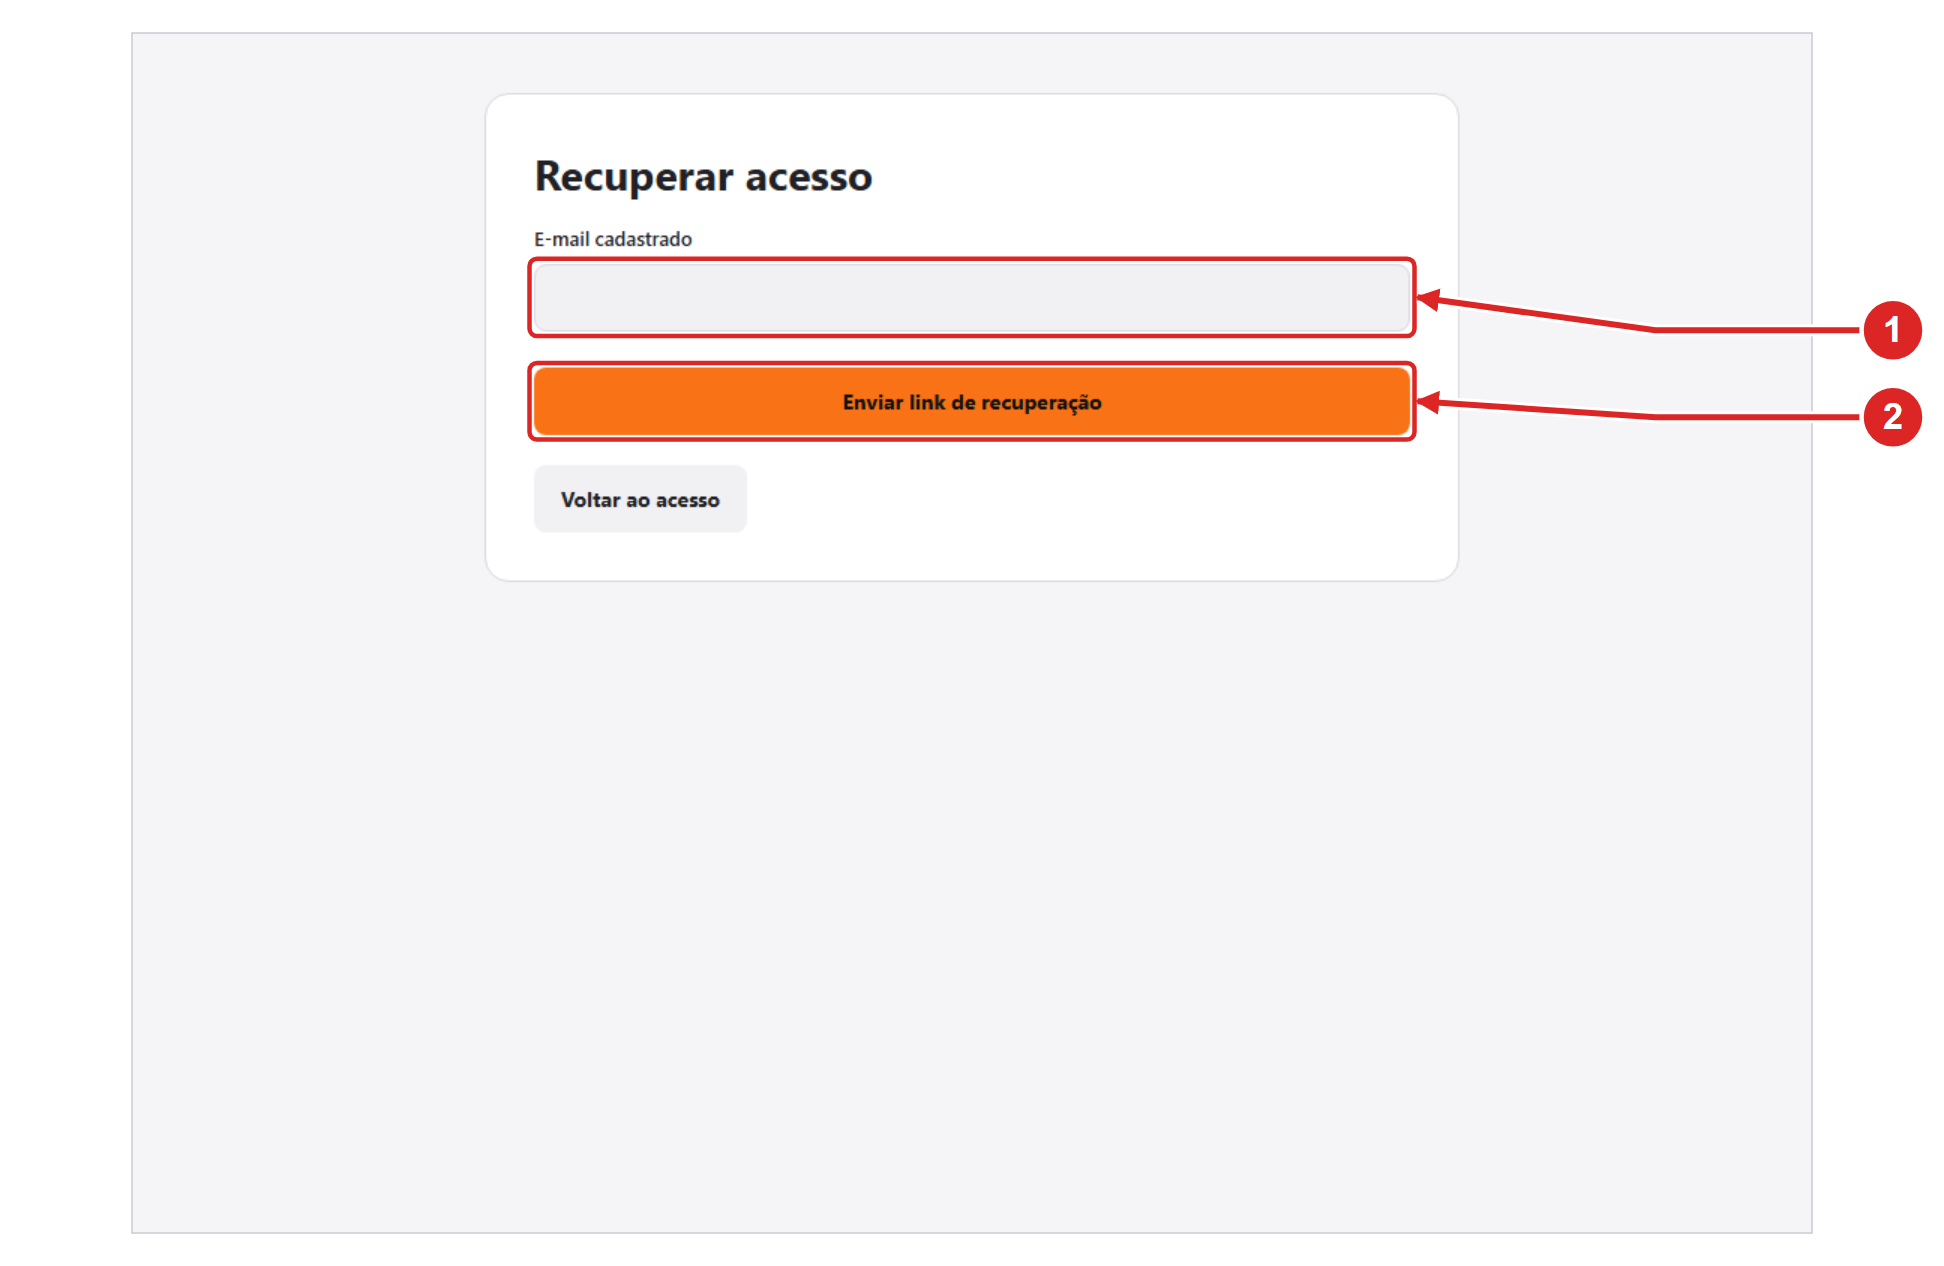 Recuperar acesso
E-mail cadastrado
1
Enviar link de recuperação
2
Voltar ao acesso